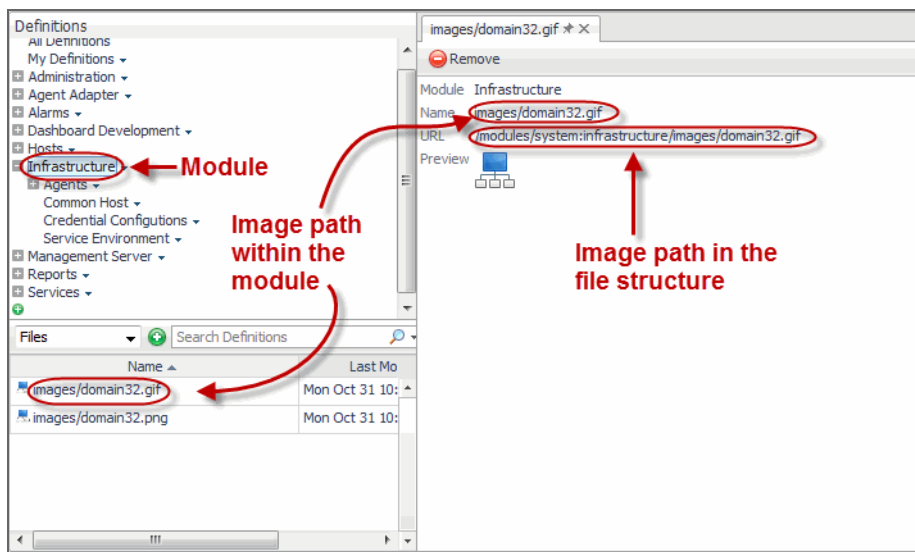 Definitions
All Definitions
My Definitions
Administration
Agent Adapter
Alarms
Dashboard Development
Hosts
Infrastructure
Agents
Common Host
Credential Configutions
Service Environment
Management Server
Reports
Services
Module
Image path
within the
module
Files
Search Definitions
Name
Last Mo
images/domain32.gif
Mon Oct 31 10:
images/domain32.png
Mon Oct 31 10:
images/domain32.gif
Remove
Module Infrastructure
Name images/domain32.gif
URL /modules/system:infrastructure/images/domain32.gif
Preview
Image path in the
file structure